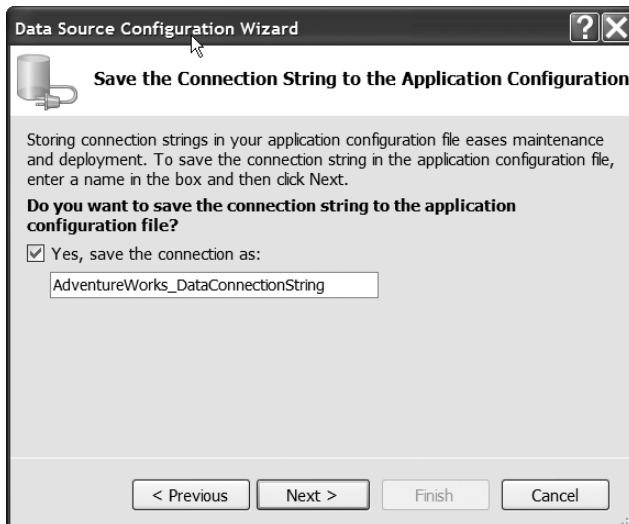 Data Source Configuration Wizard
Save the Connection String to the Application Configuration
Storing connection strings in your application configuration file eases maintenance
and deployment. To save the connection string in the application configuration file,
enter a name in the box and then click Next.
Do you want to save the connection string to the application
configuration file?
Yes, save the connection as:
AdventureWorks_DataConnectionString
< Previous Next > Finish Cancel